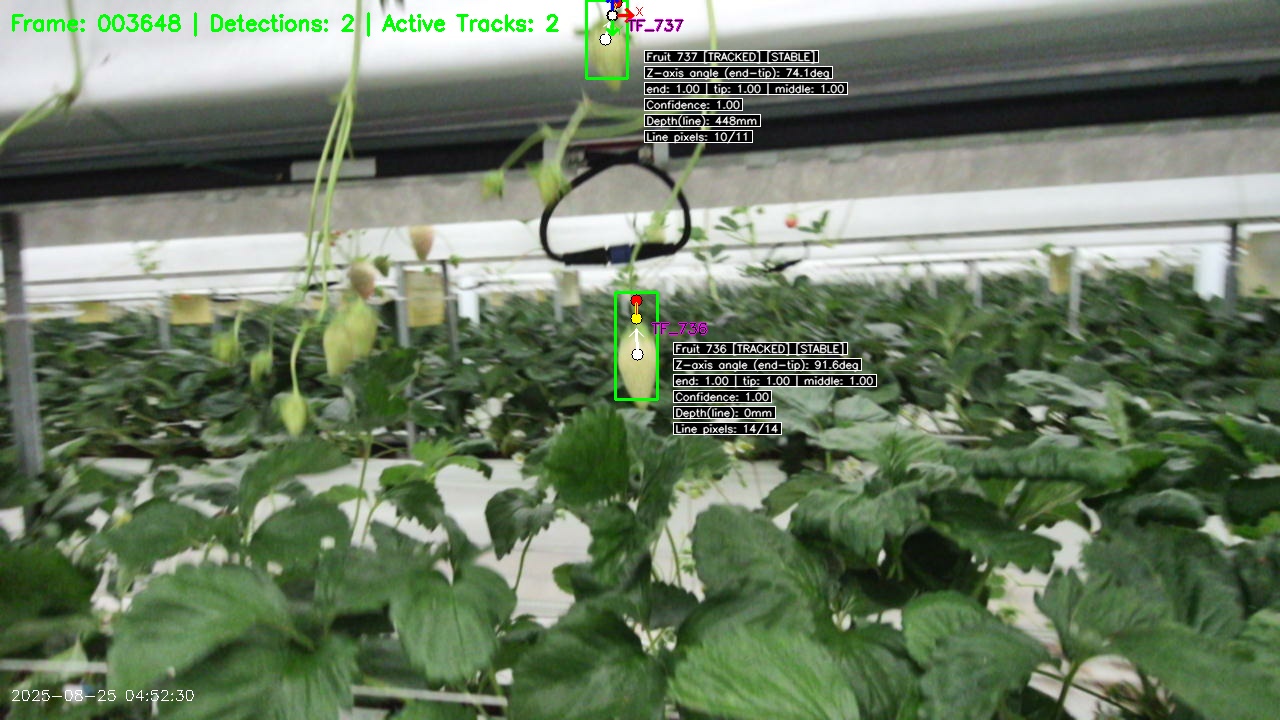 Frame: 003648 | Detections: 2 | Active Tracks: 2
X
TF_737
Fruit 737 [TRACKED] [STABLE]
Z-axis angle (end-tip): 74.1deg
end: 1.00 | tip: 1.00 | middle: 1.00
Confidence: 1.00
Depth(line): 448mm
Line pixels: 10/11
TF_736
Fruit 736 [TRACKED] [STABLE]
Z-axis angle (end-tip): 91.6deg
end: 1.00 | tip: 1.00 | middle: 1.00
Confidence: 1.00
Depth(line): 0mm
Line pixels: 14/14
2025-08-25 04:52:30